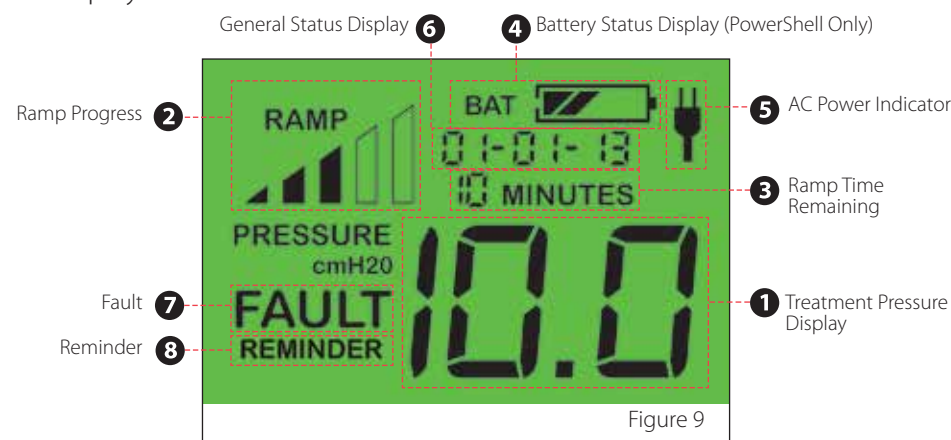 General Status Display 6
4 Battery Status Display (PowerShell Only)
Ramp Progress 2
RAMP
BAT
5 AC Power Indicator
01-01-13
10 MINUTES
3 Ramp Time
Remaining
PRESSURE
cmH20
10.0
Fault 7
FAULT
1 Treatment Pressure
Display
Reminder 8
REMINDER
Figure 9